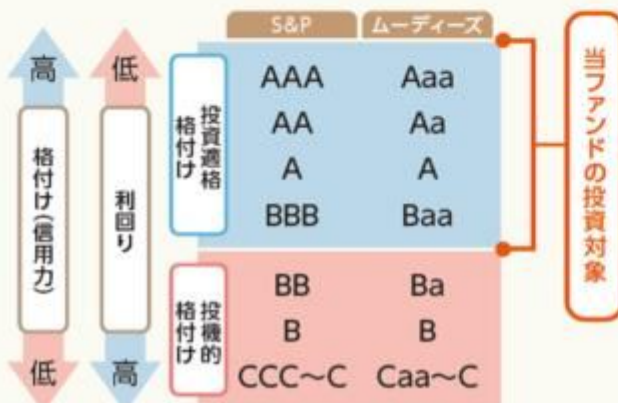 S&P ムーディーズ
高
格付け(信用力)
低
低
利回り
高
投資適格
格付け
AAA Aaa
AA Aa
A A
BBB Baa
投機的
格付け
BB Ba
B B
CCC～C Caa～C
当ファンドの投資対象